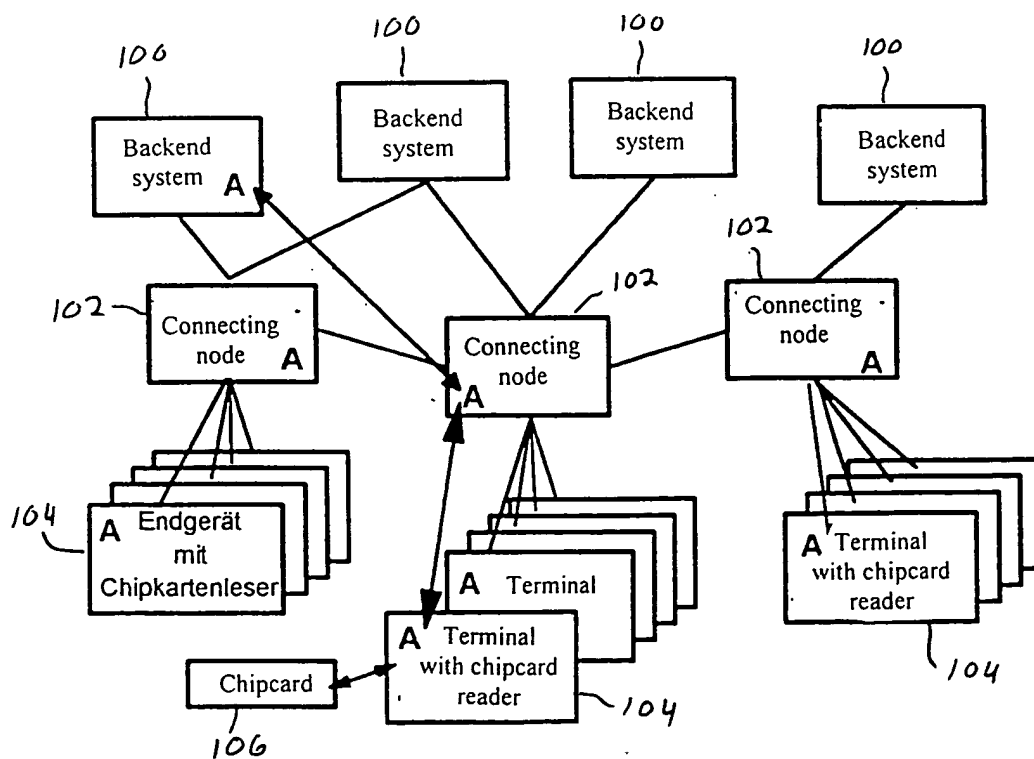 100
100
100
100
Backend
system
A
Backend
system
Backend
system
Backend
system
102
102
102
Connecting
node
A
Connecting
node
A
Connecting
node
A
104
A Endgerät
mit
Chipkartenleser
A Terminal
A Terminal
with chipcard
reader
A Terminal
with chipcard
reader
104
104
Chipcard
106